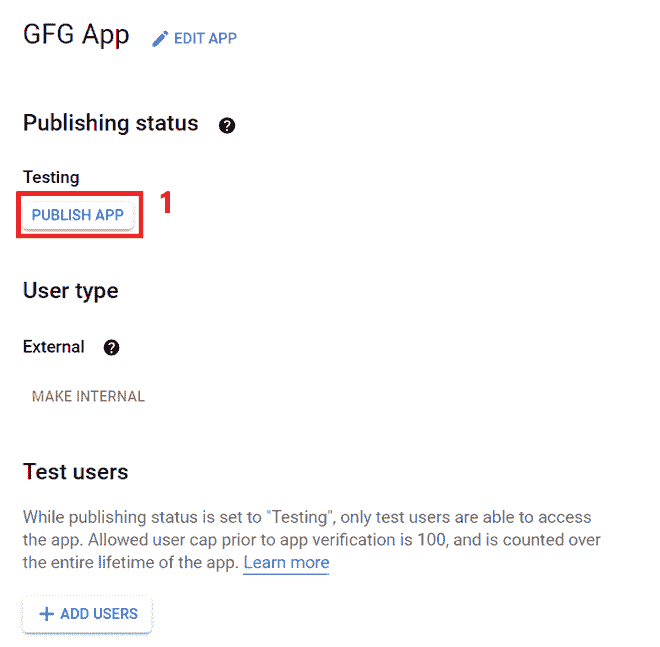 GFG App EDIT APP
Publishing status ?
Testing
PUBLISH APP 1
User type
External ?
MAKE INTERNAL
Test users
While publishing status is set to "Testing", only test users are able to access
the app. Allowed user cap prior to app verification is 100, and is counted over
the entire lifetime of the app. Learn more
+ ADD USERS